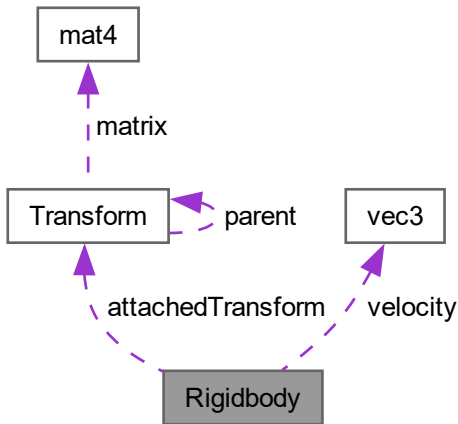 mat4
matrix
Transform
parent
vec3
attachedTransform
velocity
Rigidbody